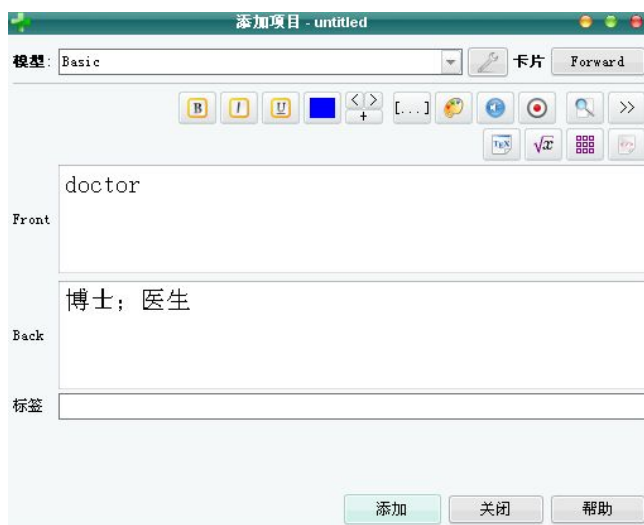 添加项目 - untitled
模型: Basic 卡片 Forward
B I U < > + [...] >>
TEX √x
Front doctor
Back 博士; 医生
标签
添加 关闭 帮助